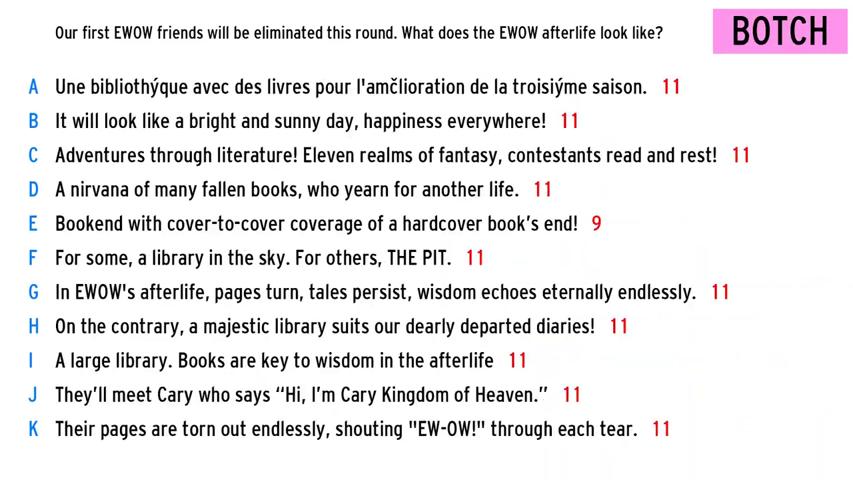 Our first EWOW friends will be eliminated this round. What does the EWOW afterlife look like?
BOTCH
A Une bibliothýque avec des livres pour l'amčlioration de la troisiýme saison. 11
B It will look like a bright and sunny day, happiness everywhere! 11
C Adventures through literature! Eleven realms of fantasy, contestants read and rest! 11
D A nirvana of many fallen books, who yearn for another life. 11
E Bookend with cover-to-cover coverage of a hardcover book's end! 9
F For some, a library in the sky. For others, THE PIT. 11
G In EWOW's afterlife, pages turn, tales persist, wisdom echoes eternally endlessly. 11
H On the contrary, a majestic library suits our dearly departed diaries! 11
I A large library. Books are key to wisdom in the afterlife 11
J They'll meet Cary who says “Hi, I'm Cary Kingdom of Heaven.” 11
K Their pages are torn out endlessly, shouting "EW-OW!" through each tear. 11